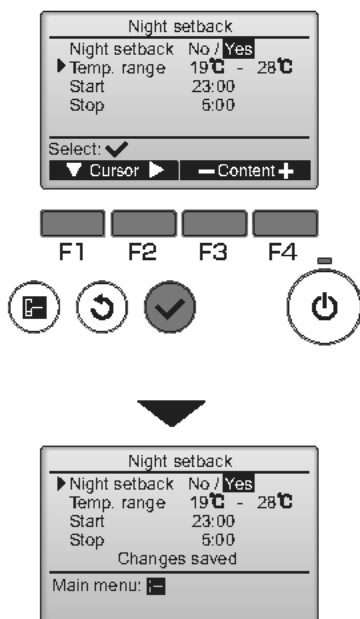 Night setback
Night setback No / Yes
Temp. range 19℃ - 28℃
Start 23:00
Stop 5:00
Select:
Cursor Content
F1 F2 F3 F4
Night setback
Night setback No / Yes
Temp. range 19℃ - 28℃
Start 23:00
Stop 5:00
Changes saved
Main menu: